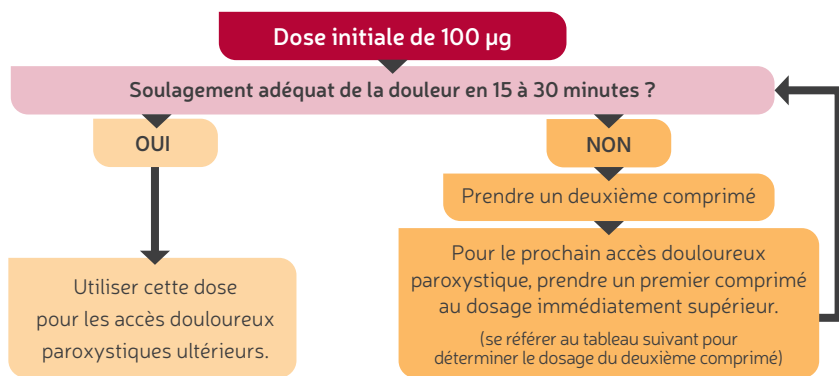 Dose initiale de 100 µg
Soulagement adéquat de la douleur en 15 à 30 minutes ?
OUI
NON
Prendre un deuxième comprimé
Utiliser cette dose
pour les accès douloureux
paroxystiques ultérieurs.
Pour le prochain accès douloureux
paroxystique, prendre un premier comprimé
au dosage immédiatement supérieur.
(se référer au tableau suivant pour
déterminer le dosage du deuxième comprimé)